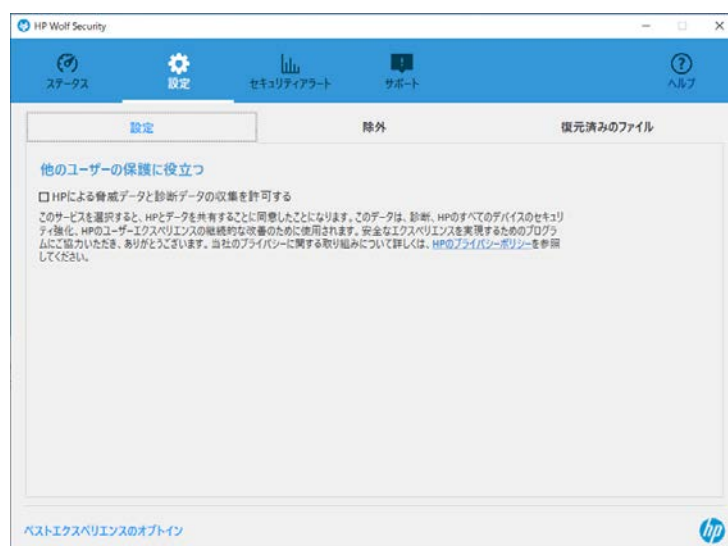 HP Wolf Security
ステータス
設定
セキュリティアラート
サポート
ヘルプ
設定
除外
復元済みのファイル
他のユーザーの保護に役立つ
HPによる脅威データと診断データの収集を許可する
このサービスを選択すると、HPとデータを共有することに同意したことになります。このデータは、診断、HPのすべてのデバイスのセキュリ
ティ強化、HPのユーザーエクスペリエンスの継続的な改善のために使用されます。安全なエクスペリエンスを実現するためのプログラ
ムにご協力いただき、ありがとうございます。当社のプライバシーに関する取り組みについて詳しくは、HPのプライバシーポリシーを参照
してください。
ベストエクスペリエンスのオプトイン
hp